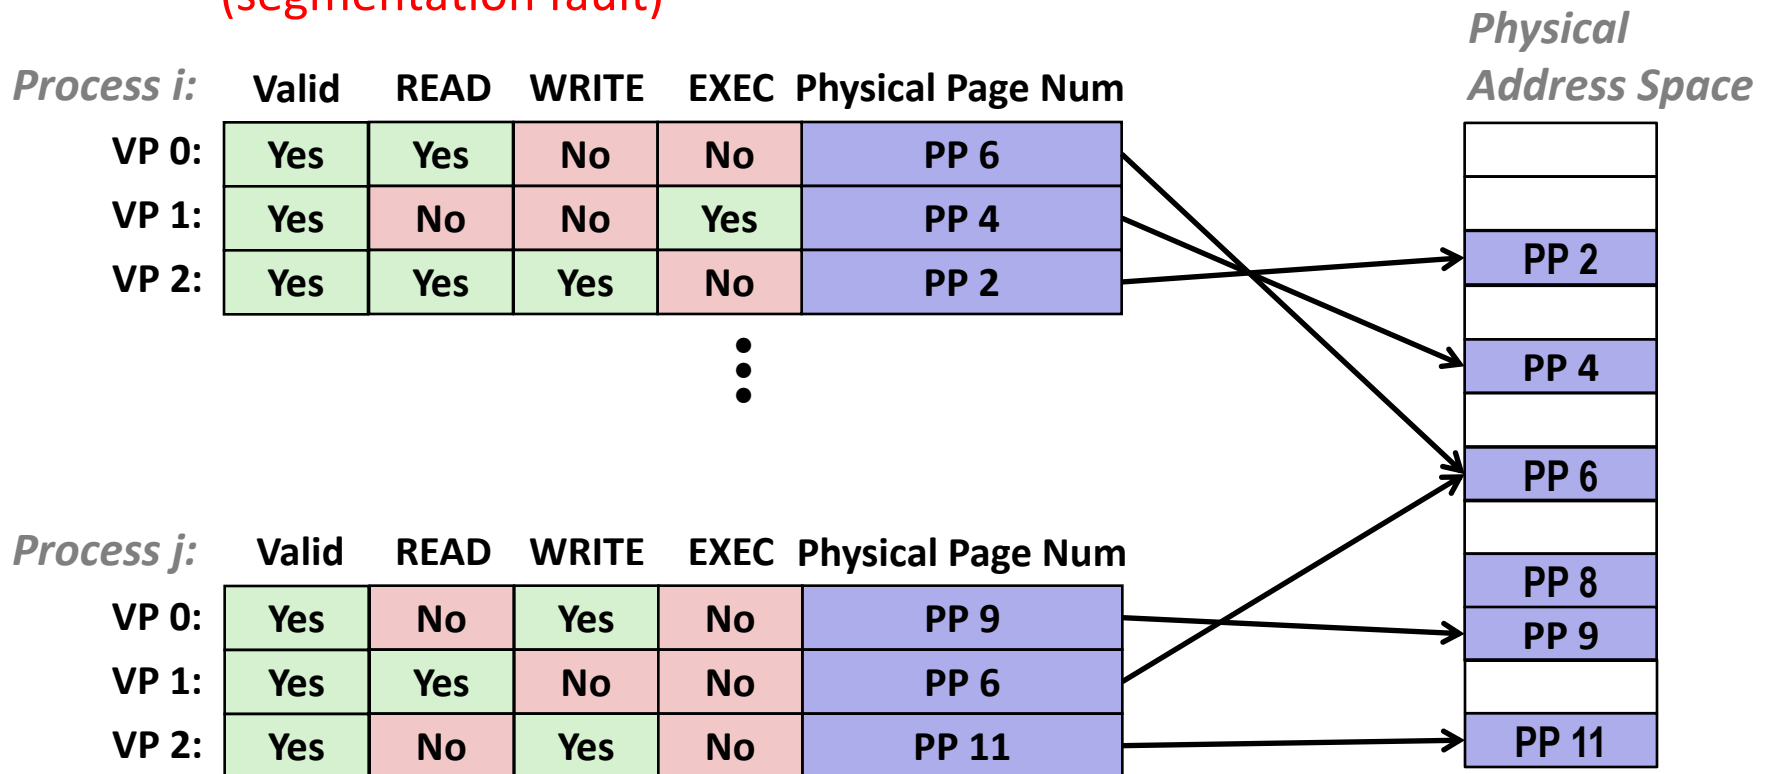 (segmentation fault)
Physical
Address Space
Process i: Valid READ WRITE EXEC Physical Page Num
VP 0: Yes Yes No No PP 6
VP 1: Yes No No Yes PP 4
VP 2: Yes Yes Yes No PP 2
PP 2
PP 4
PP 6
PP 8
PP 9
PP 11
Process j: Valid READ WRITE EXEC Physical Page Num
VP 0: Yes No Yes No PP 9
VP 1: Yes Yes No No PP 6
VP 2: Yes No Yes No PP 11